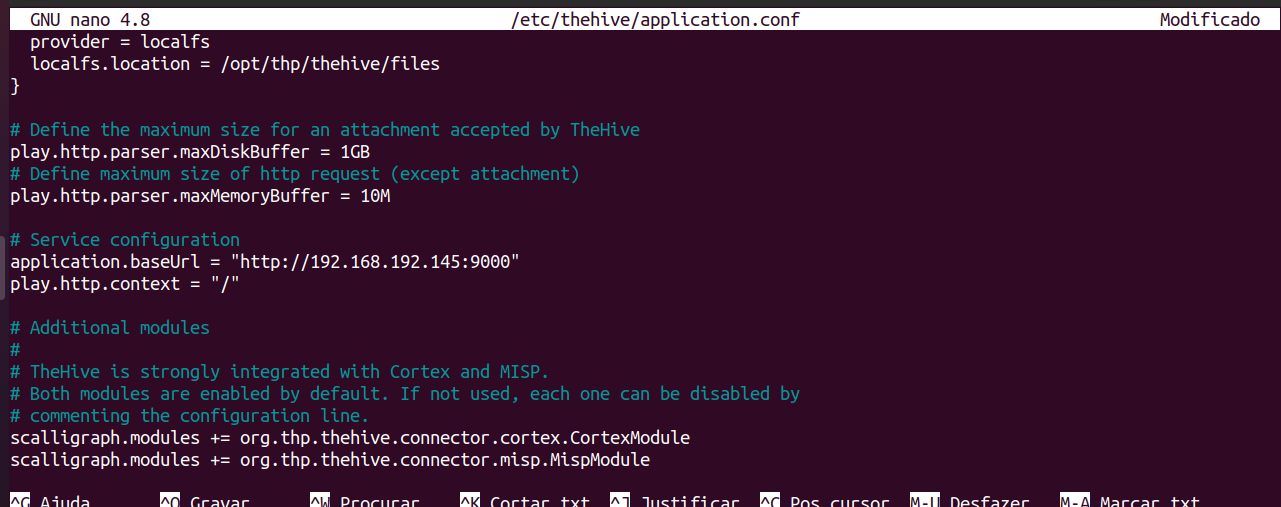 GNU nano 4.8 /etc/thehive/application.conf Modificado
provider = localfs
localfs.location = /opt/thp/thehive/files
}
# Define the maximum size for an attachment accepted by TheHive
play.http.parser.maxDiskBuffer = 1GB
# Define maximum size of http request (except attachment)
play.http.parser.maxMemoryBuffer = 10M
# Service configuration
application.baseUrl = "http://192.168.192.145:9000"
play.http.context = "/"
# Additional modules
#
# TheHive is strongly integrated with Cortex and MISP.
# Both modules are enabled by default. If not used, each one can be disabled by
# commenting the configuration line.
scalligraph.modules += org.thp.thehive.connector.cortex.CortexModule
scalligraph.modules += org.thp.thehive.connector.misp.MispModule
^G Ajuda ^O Gravar ^W Procurar ^K Cortar txt ^J Justificar ^C Pos cursor M-U Desfazer M-A Marcar txt